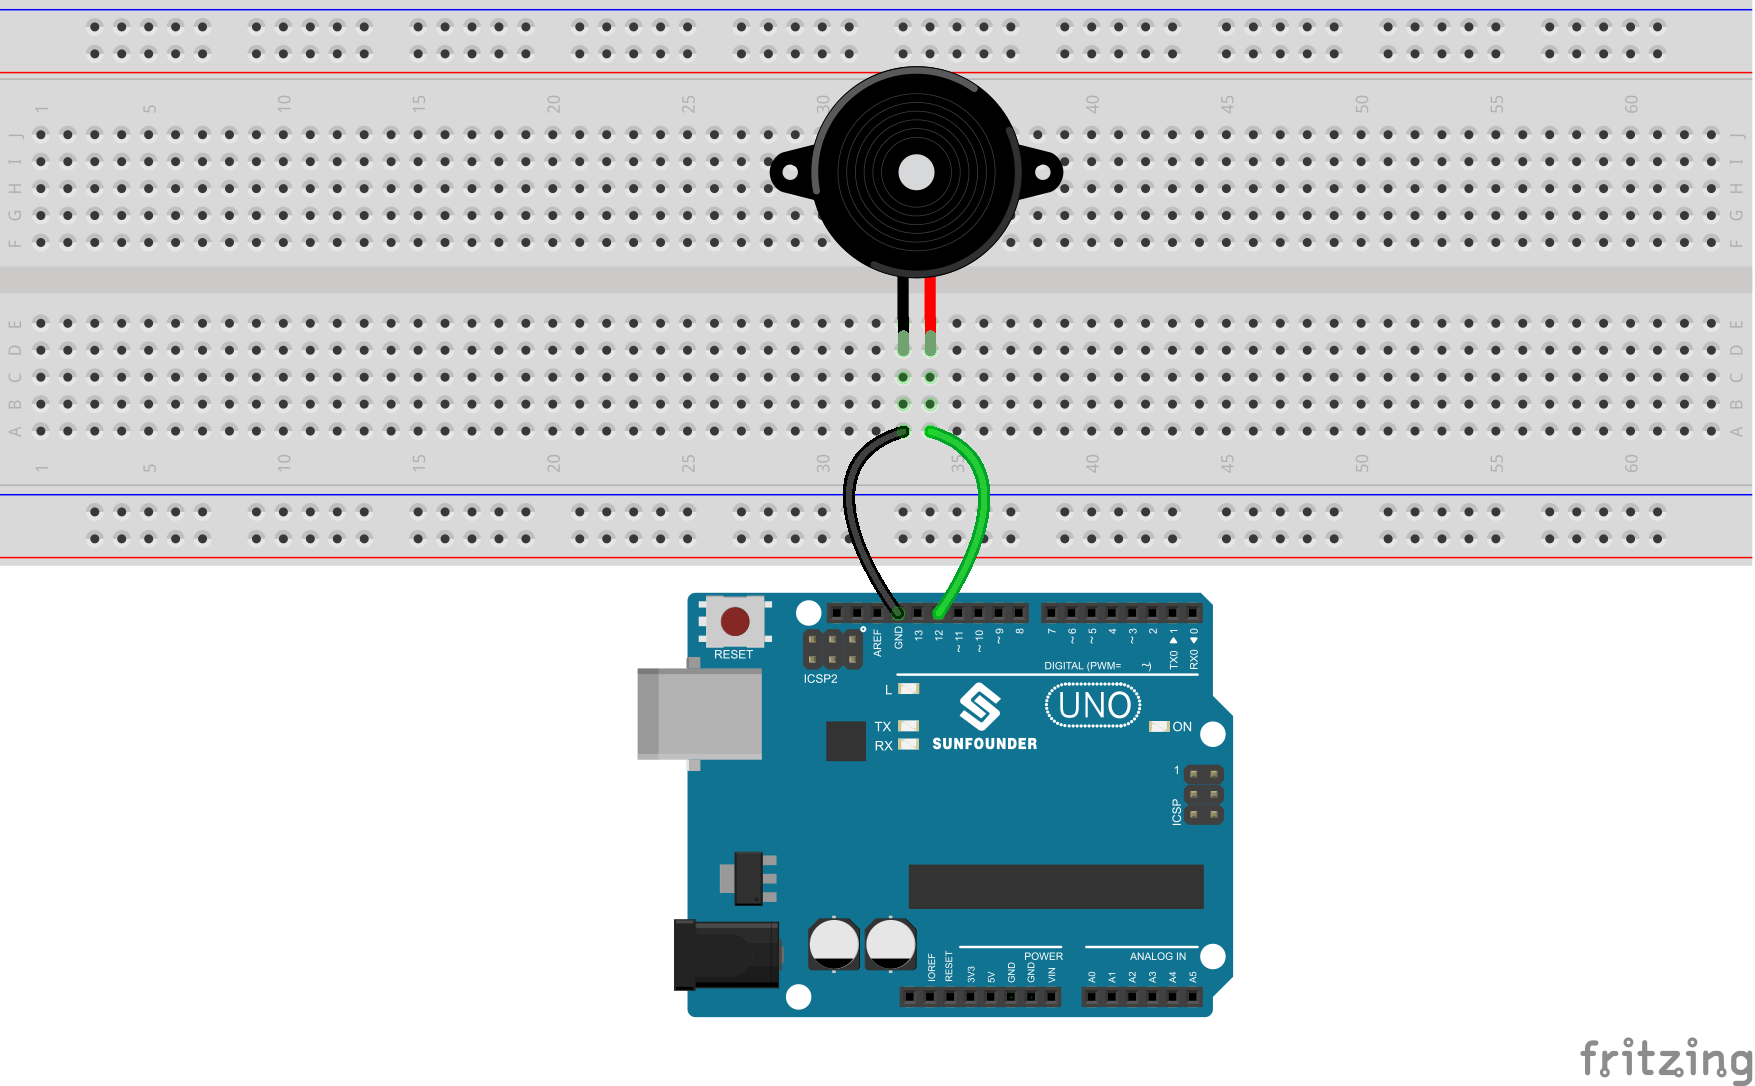 1 5 10 15 20 25 30 40 45 50 55 60
J J
I I
H H
G G
F F
E E
D D
C C
B B
A A
1 5 10 15 20 25 30 35 40 45 50 55 60
RESET
ICSP2
AREF
GND
13
12
~11
~10
~9
8
7
~6
~5
4
~3
2
TX0 ▶ 1
RX0 ◀ 0
DIGITAL (PWM= ~)
L
TX
RX
SUNFOUNDER
UNO
ON
1
ICSP
IOREF
RESET
3V3
5V
GND
GND
VIN
POWER
A0
A1
A2
A3
A4
A5
ANALOG IN
fritzing